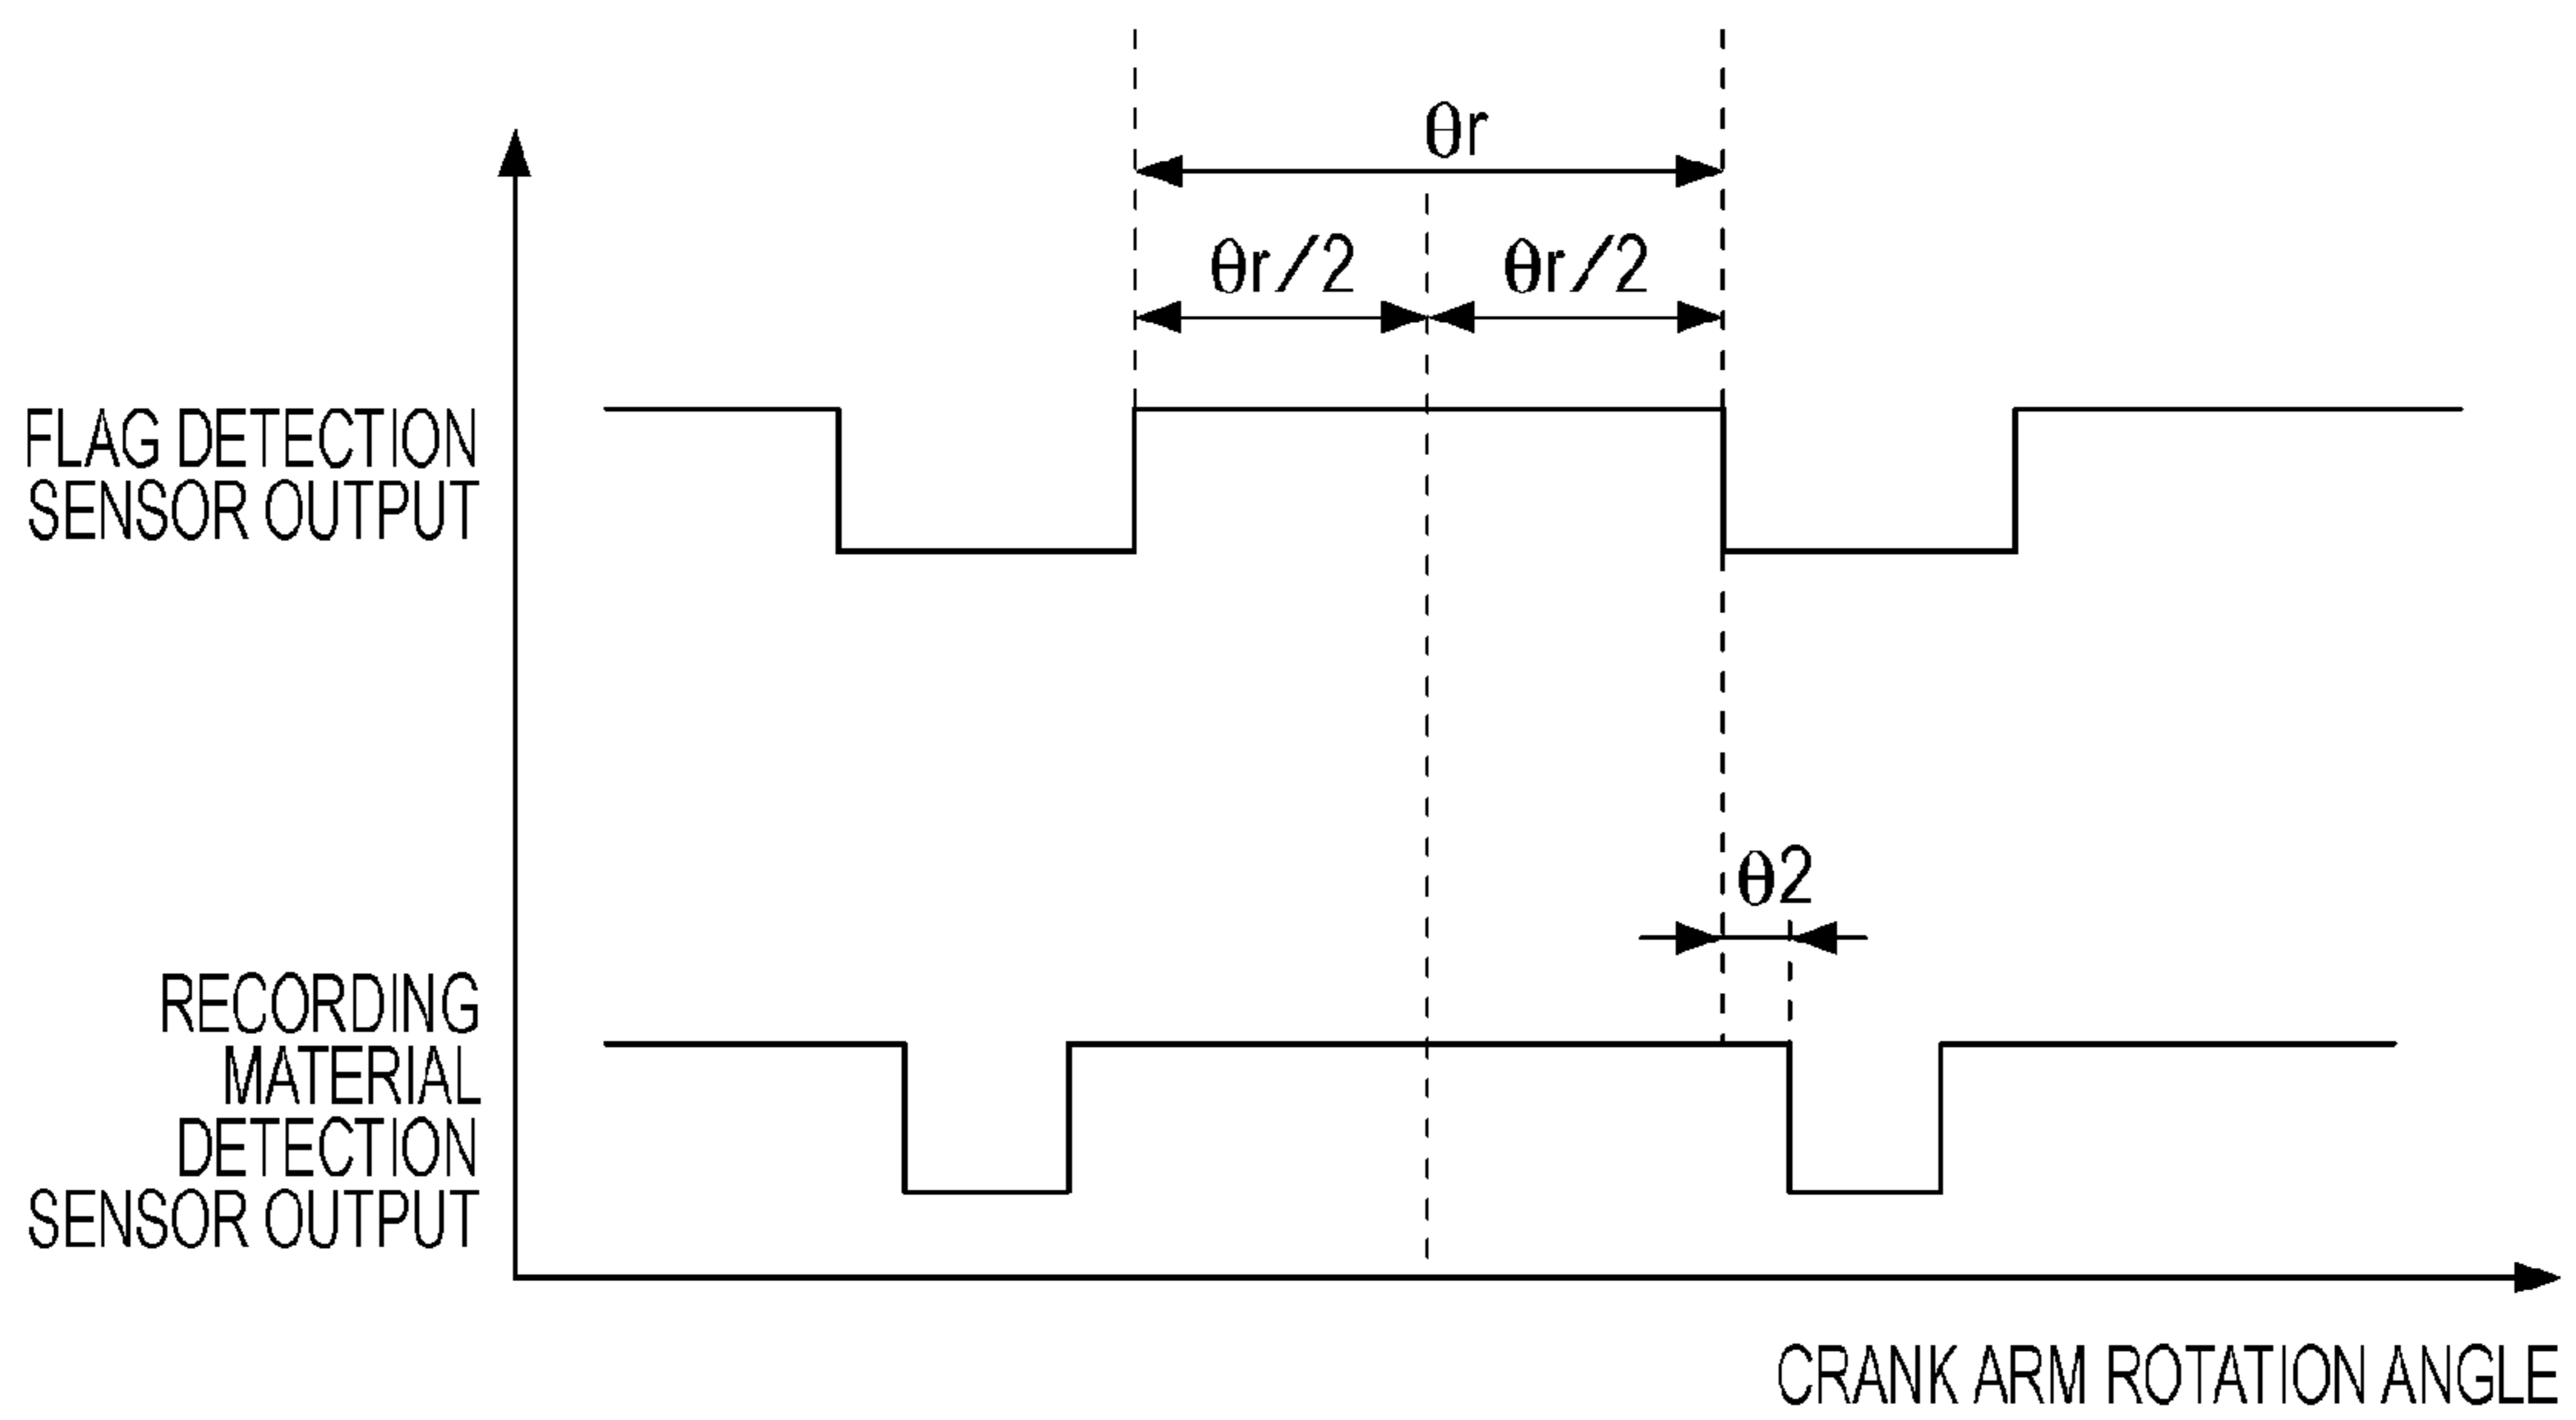 θr
θr/2 θr/2
FLAG DETECTION
SENSOR OUTPUT
θ2
RECORDING
MATERIAL
DETECTION
SENSOR OUTPUT
CRANK ARM ROTATION ANGLE